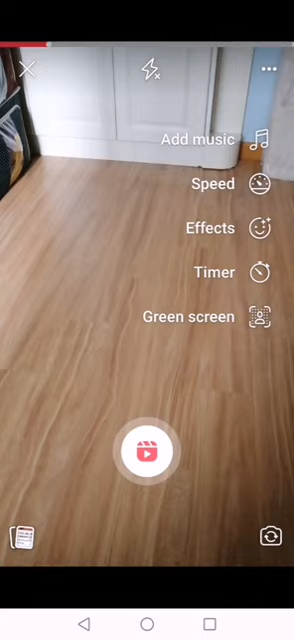 Add music
Speed
Effects
Timer
Green screen